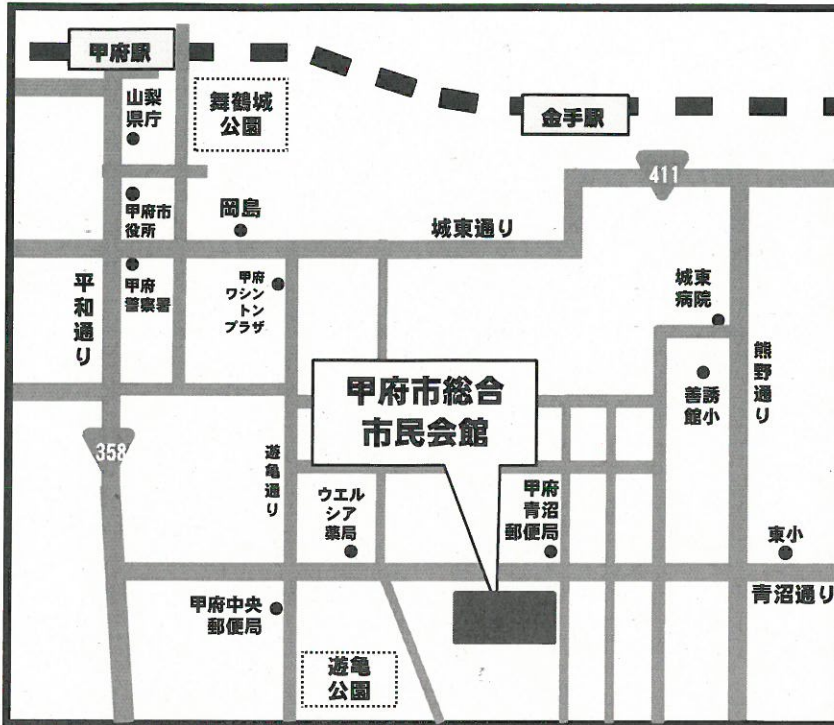 甲府駅
山梨
県庁
舞鶴城
公園
金手駅
411
甲府市
役所
岡島
城東通り
平和通り
甲府
警察署
甲府
ワシン
トン
プラザ
城東
病院
熊野通り
善誘
館小
甲府市総合
市民会館
358
遊亀通り
ウエル
シア
薬局
甲府
青沼
郵便局
東小
青沼通り
甲府中央
郵便局
遊亀
公園